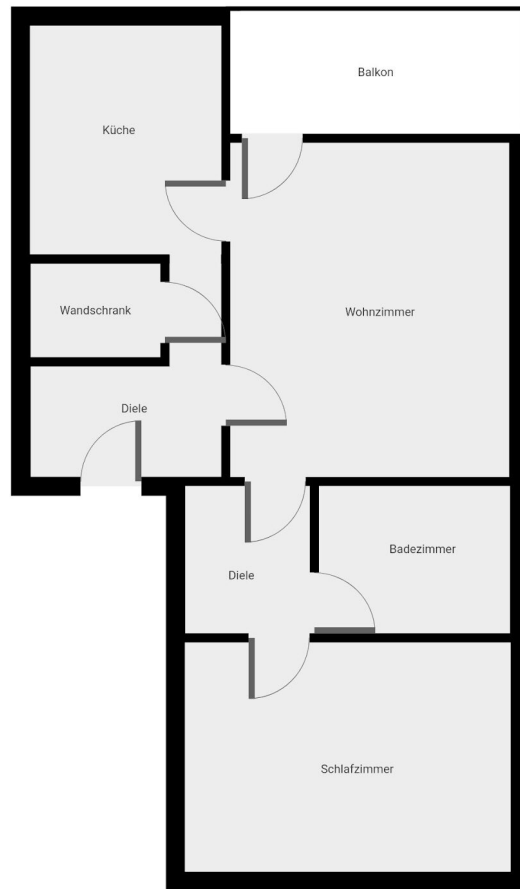 Balkon
Küche
Wandschrank
Wohnzimmer
Diele
Badezimmer
Diele
Schlafzimmer